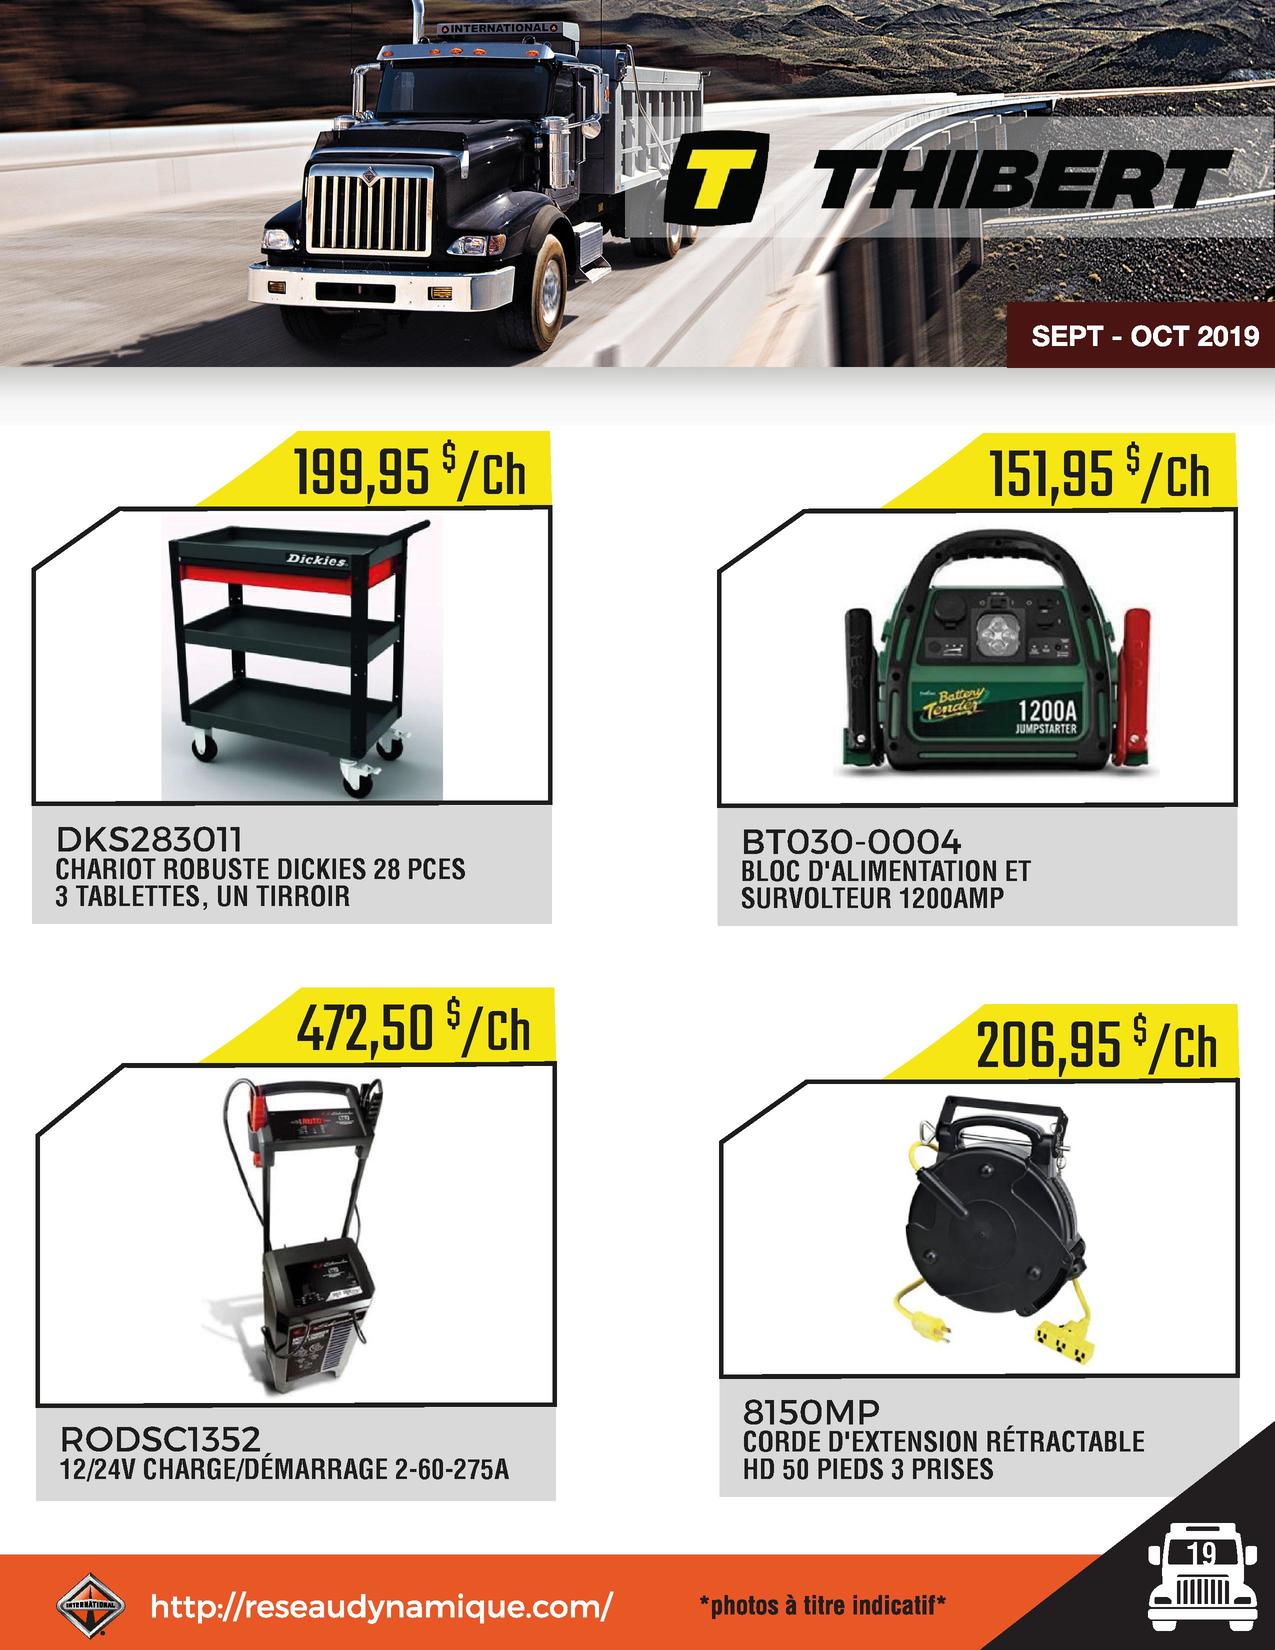 INTERNATIONAL
T THIBERT
SEPT - OCT 2019
199,95 $/Ch
Dickies
DKS283011
CHARIOT ROBUSTE DICKIES 28 PCES
3 TABLETTES, UN TIRROIR
151,95 $/Ch
Battery
Tender
1200A
JUMPSTARTER
BT030-0004
BLOC D'ALIMENTATION ET
SURVOLTEUR 1200AMP
472,50 $/Ch
RODSC1352
12/24V CHARGE/DÉMARRAGE 2-60-275A
206,95 $/Ch
8150MP
CORDE D'EXTENSION RÉTRACTABLE
HD 50 PIEDS 3 PRISES
19
INTERNATIONAL
http://reseaudynamique.com/
*photos à titre indicatif*